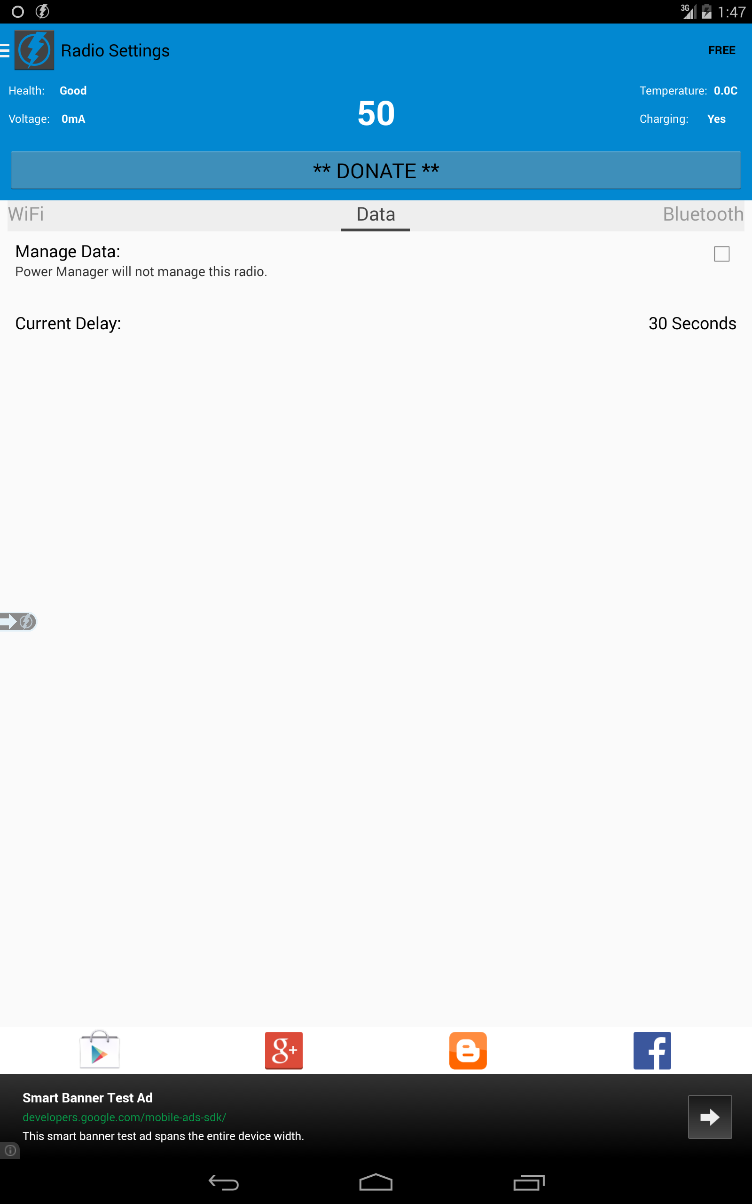 3G 1:47
Radio Settings
FREE
Health: Good
Temperature: 0.0C
50
Voltage: 0mA
Charging: Yes
** DONATE **
WiFi Data Bluetooth
Manage Data:
Power Manager will not manage this radio.
Current Delay: 30 Seconds
g+
Smart Banner Test Ad
developers.google.com/mobile-ads-sdk/
This smart banner test ad spans the entire device width.